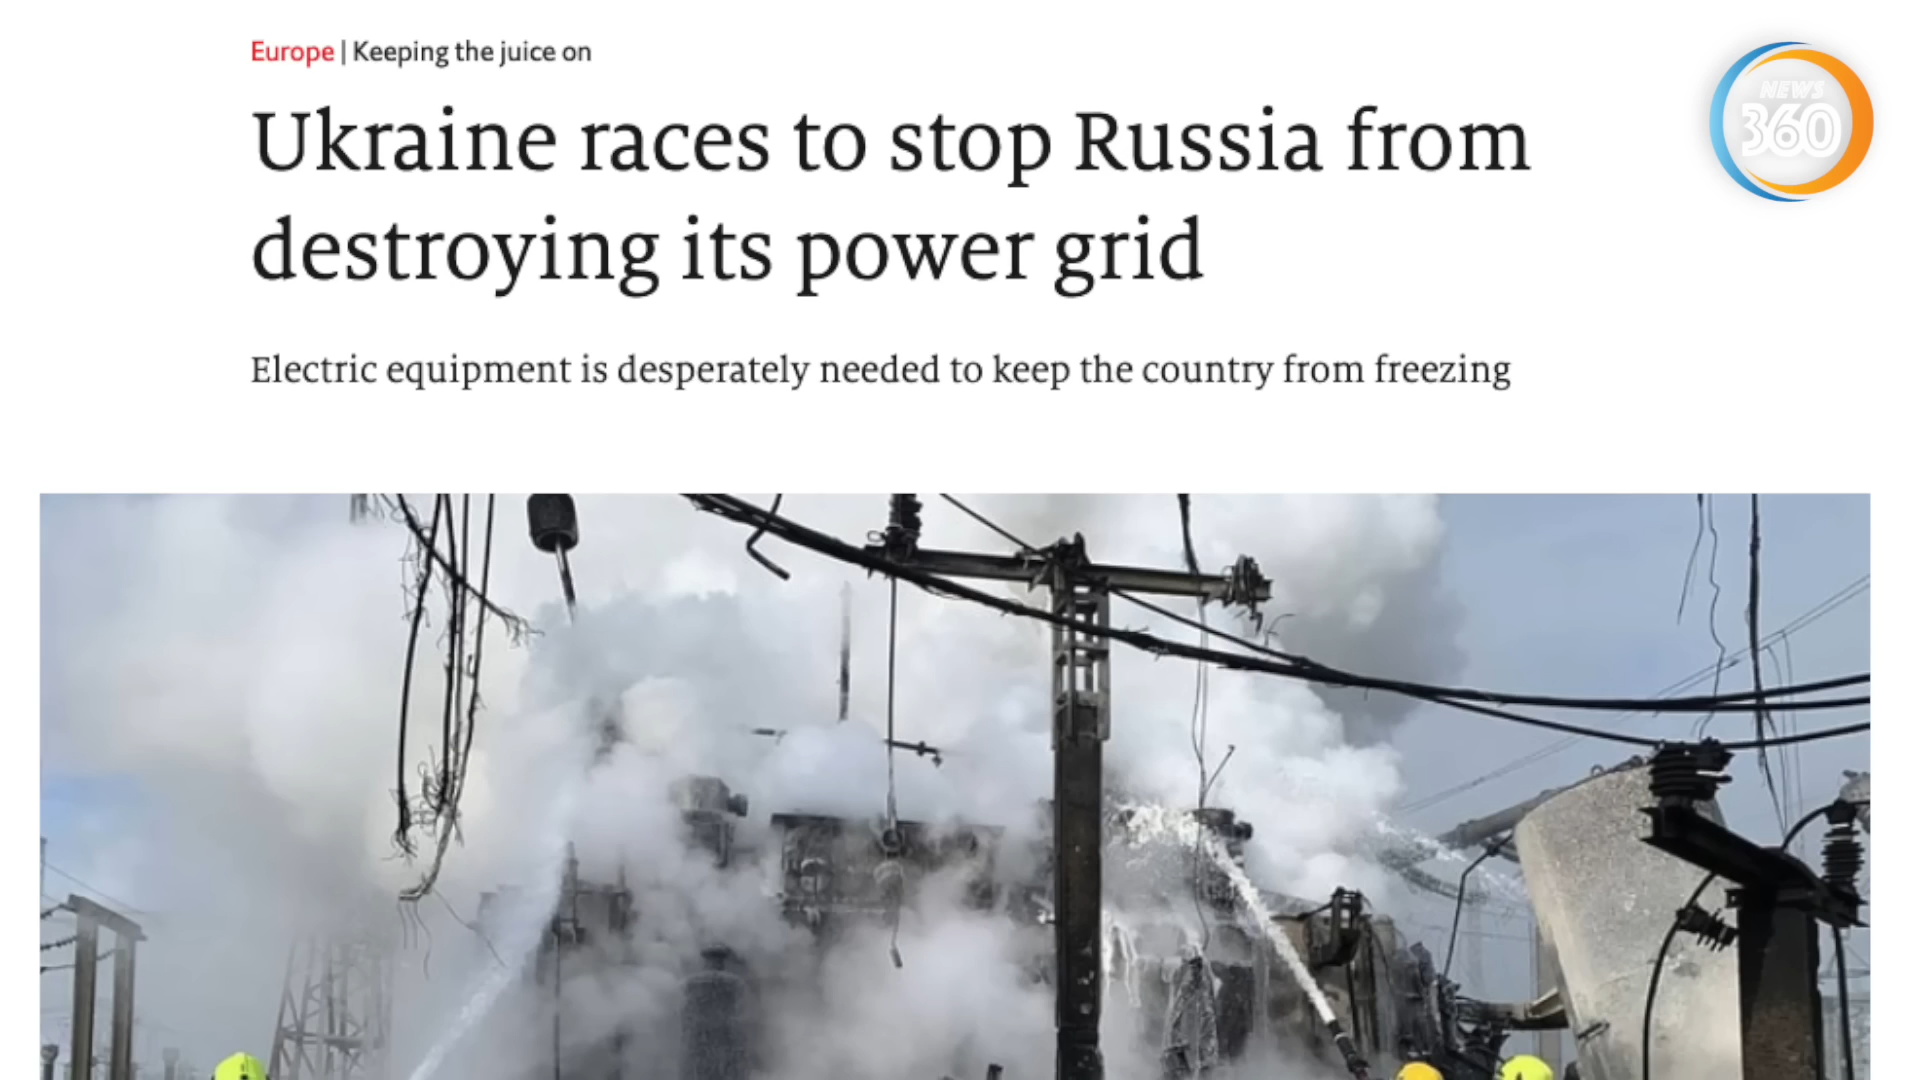 Europe | Keeping the juice on
NEWS
360
Ukraine races to stop Russia from
destroying its power grid
Electric equipment is desperately needed to keep the country from freezing